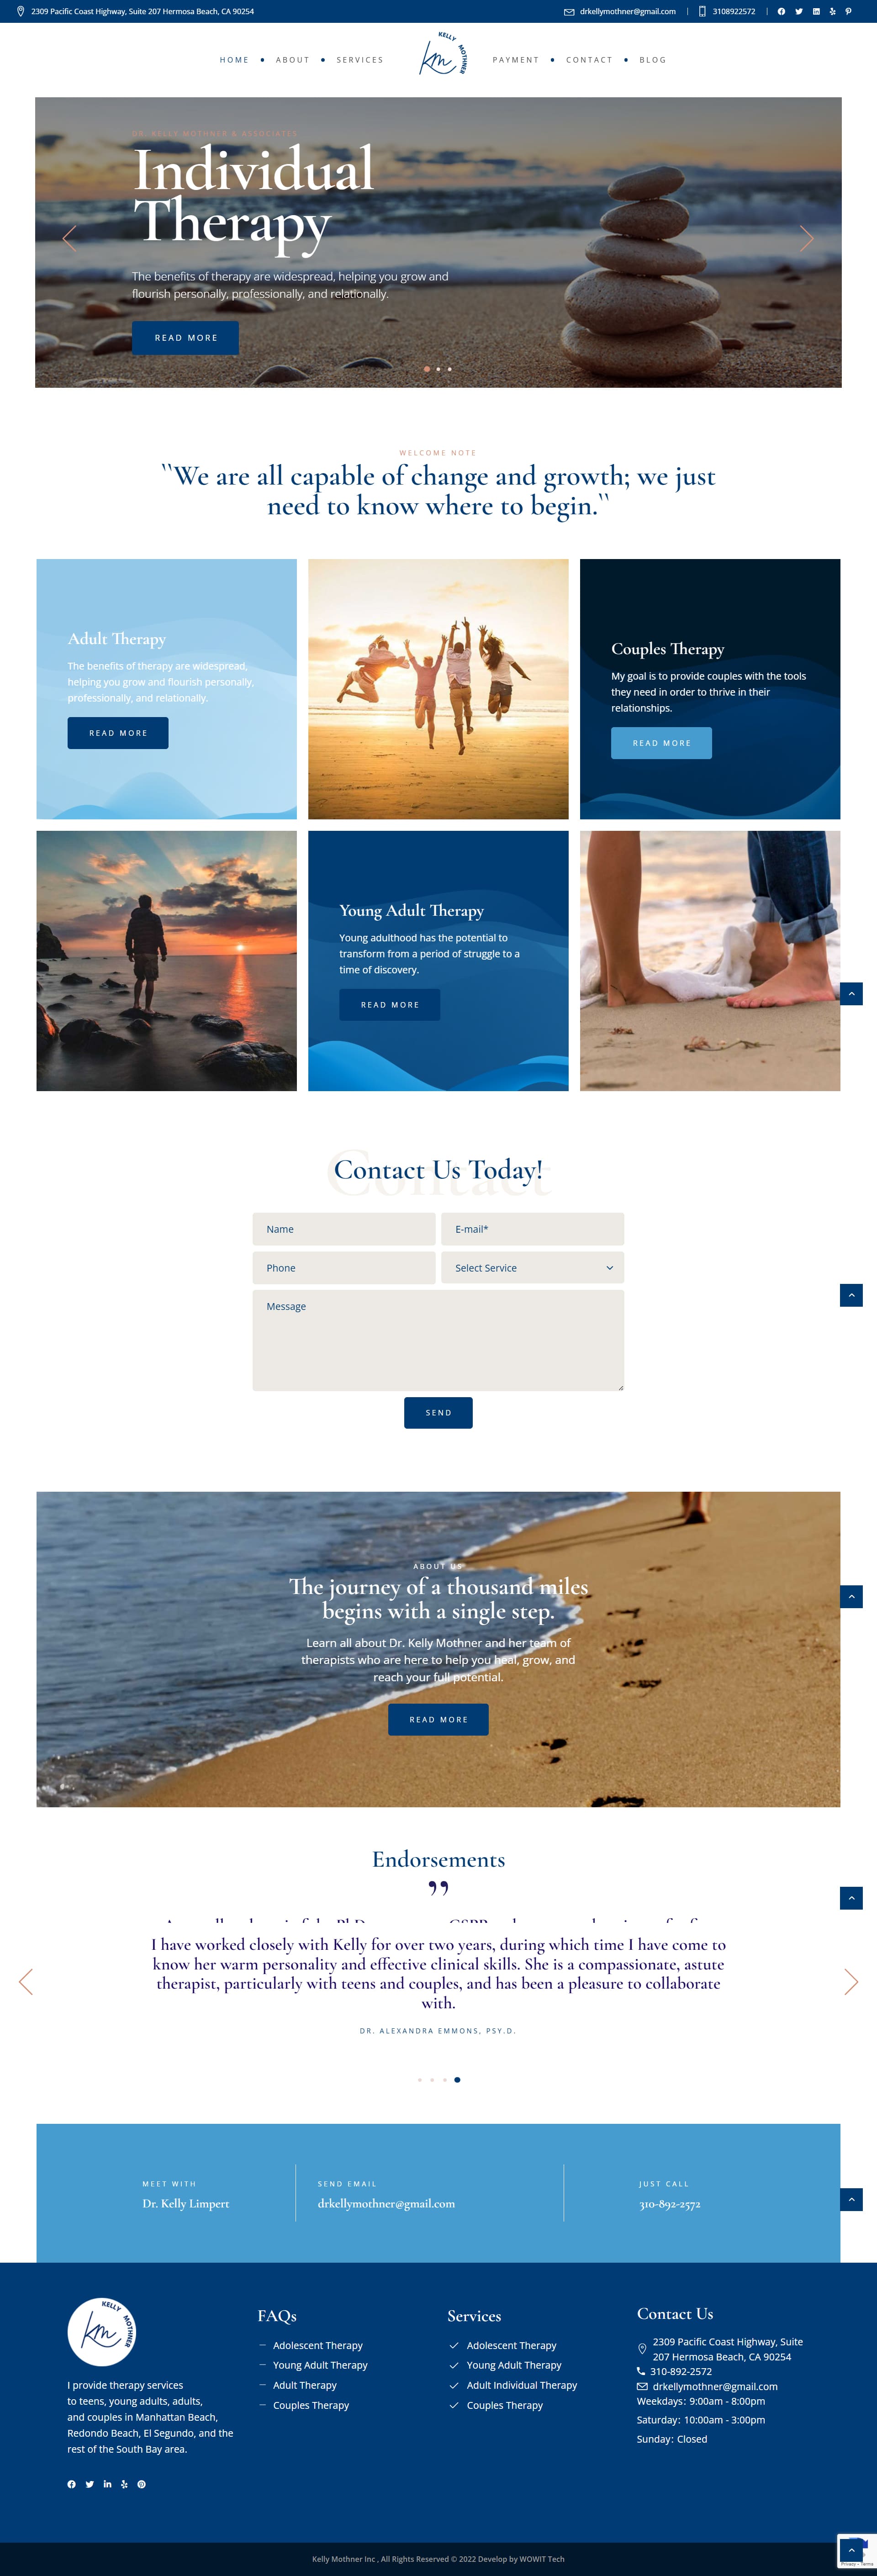 2309 Pacific Coast Highway, Suite 207 Hermosa Beach, CA 90254
drkellymothner@gmail.com
3108922572
HOME
ABOUT
SERVICES
KELLY MOTHNER
km
PAYMENT
CONTACT
BLOG
DR. KELLY MOTHNER & ASSOCIATES
Individual
Therapy
The benefits of therapy are widespread, helping you grow and
flourish personally, professionally, and relationally.
READ MORE
WELCOME NOTE
``We are all capable of change and growth; we just
need to know where to begin.``
Adult Therapy
The benefits of therapy are widespread,
helping you grow and flourish personally,
professionally, and relationally.
READ MORE
Couples Therapy
My goal is to provide couples with the tools
they need in order to thrive in their
relationships.
READ MORE
Young Adult Therapy
Young adulthood has the potential to
transform from a period of struggle to a
time of discovery.
READ MORE
Contact
Contact Us Today!
Name
E-mail*
Phone
Select Service
Message
SEND
ABOUT US
The journey of a thousand miles
begins with a single step.
Learn all about Dr. Kelly Mothner and her team of
therapists who are here to help you heal, grow, and
reach your full potential.
READ MORE
Endorsements
”
I have worked closely with Kelly for over two years, during which time I have come to
know her warm personality and effective clinical skills. She is a compassionate, astute
therapist, particularly with teens and couples, and has been a pleasure to collaborate
with.
DR. ALEXANDRA EMMONS, PSY.D.
MEET WITH
Dr. Kelly Limpert
SEND EMAIL
drkellymothner@gmail.com
JUST CALL
310-892-2572
KELLY MOTHNER
km
I provide therapy services
to teens, young adults, adults,
and couples in Manhattan Beach,
Redondo Beach, El Segundo, and the
rest of the South Bay area.
FAQs
Adolescent Therapy
Young Adult Therapy
Adult Therapy
Couples Therapy
Services
Adolescent Therapy
Young Adult Therapy
Adult Individual Therapy
Couples Therapy
Contact Us
2309 Pacific Coast Highway, Suite
207 Hermosa Beach, CA 90254
310-892-2572
drkellymothner@gmail.com
Weekdays: 9:00am - 8:00pm
Saturday: 10:00am - 3:00pm
Sunday: Closed
Kelly Mothner Inc , All Rights Reserved © 2022 Develop by WOWIT Tech
Privacy - Terms